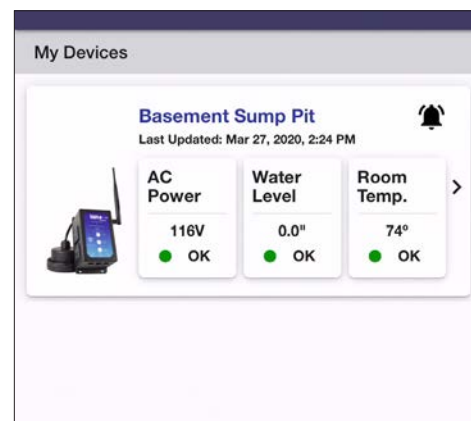 My Devices
Basement Sump Pit
Last Updated: Mar 27, 2020, 2:24 PM
AC
Power
Water
Level
Room
Temp.
116V
0.0"
74º
OK
OK
OK